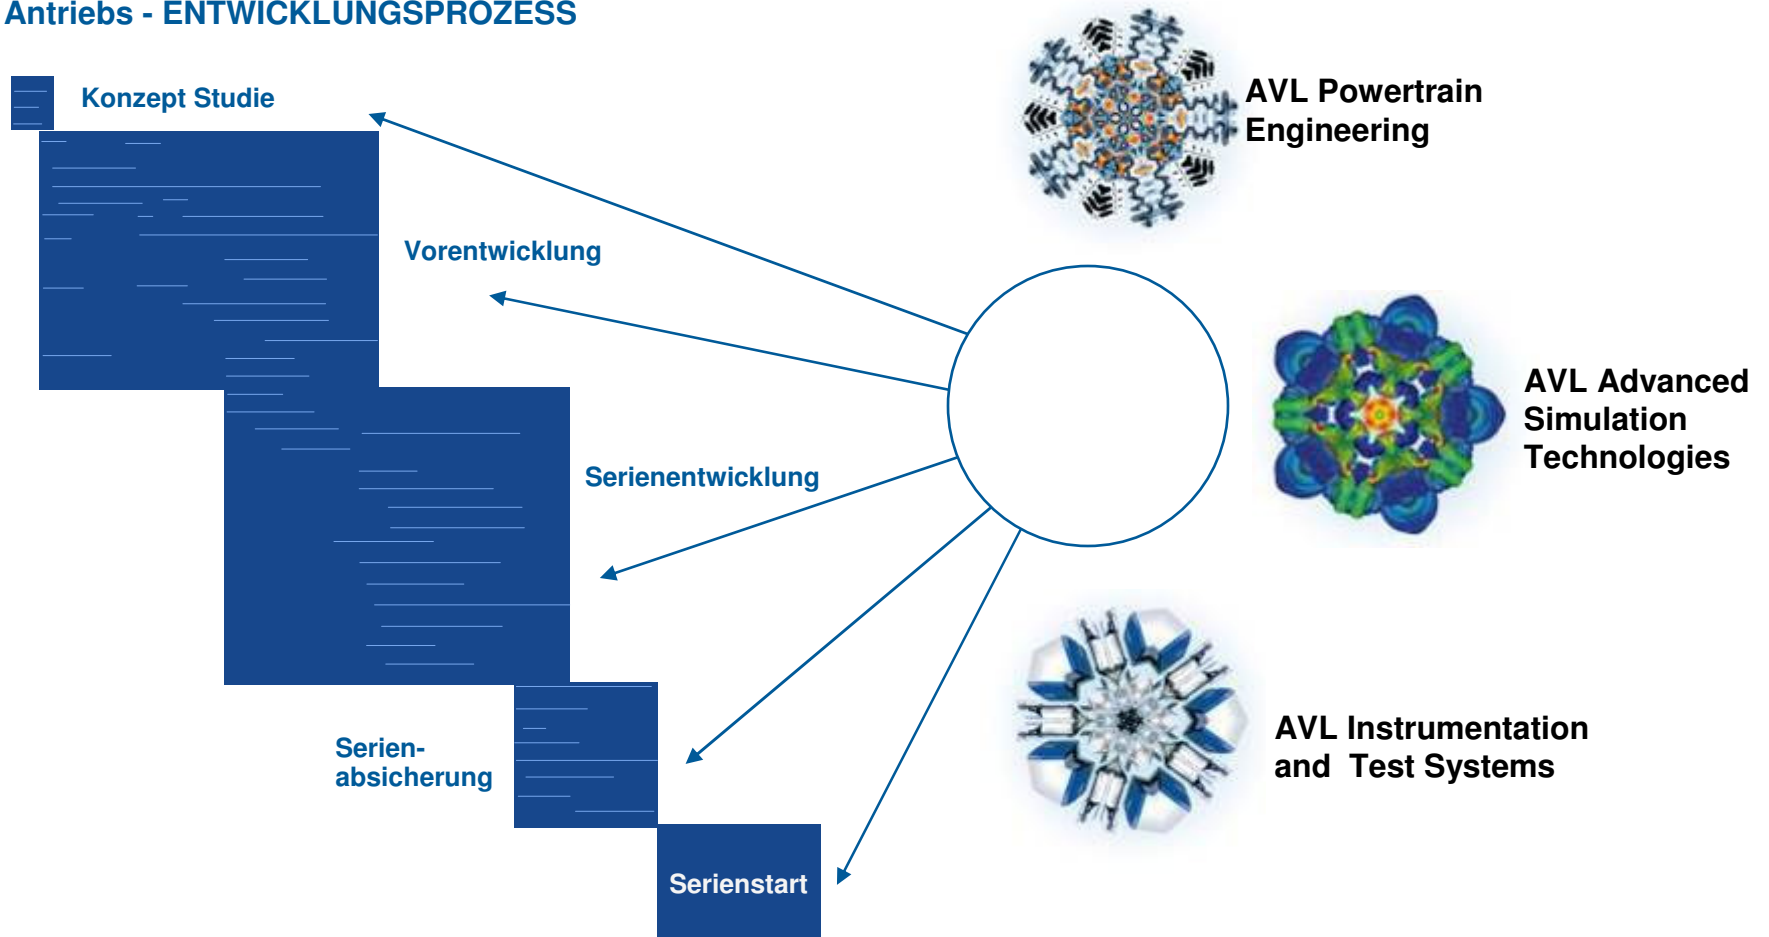 Antriebs - ENTWICKLUNGSPROZESS
Konzept Studie
Vorentwicklung
Serienentwicklung
Serien-
absicherung
Serienstart
AVL Powertrain
Engineering
AVL Advanced
Simulation
Technologies
AVL Instrumentation
and  Test Systems